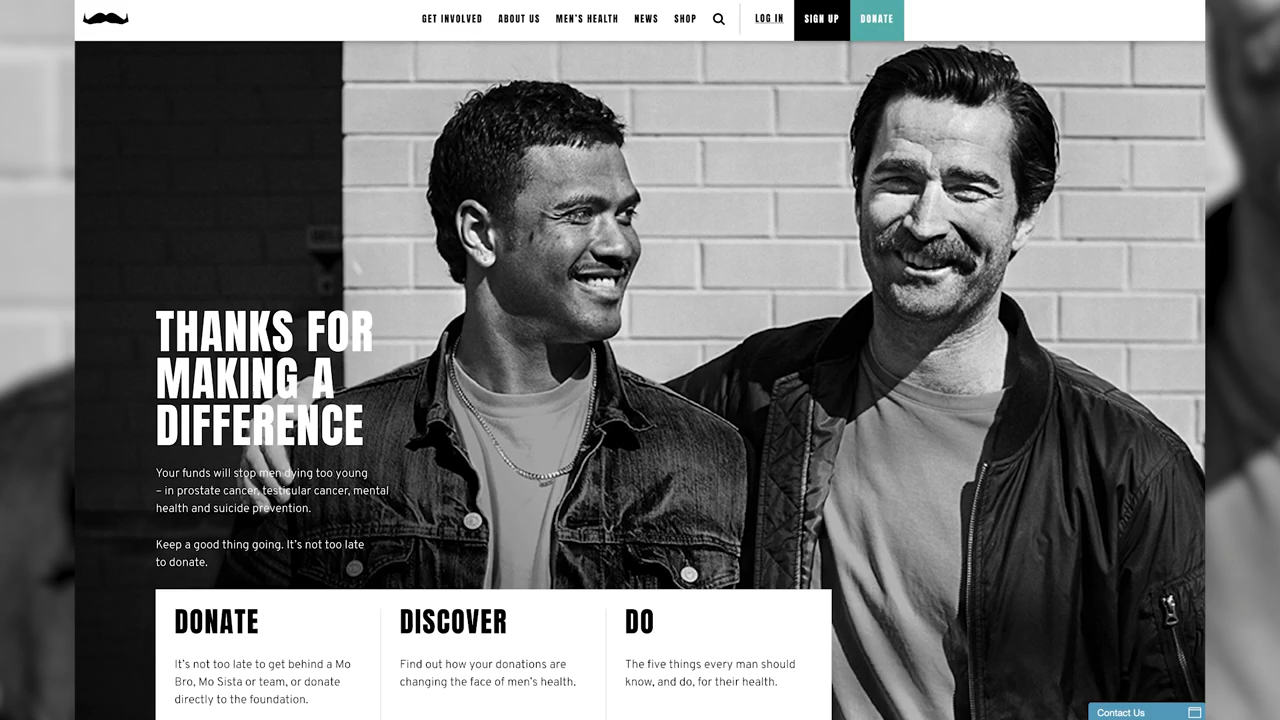 GET INVOLVED ABOUT US MEN'S HEALTH NEWS SHOP LOG IN SIGN UP DONATE
THANKS FOR
MAKING A
DIFFERENCE
Your funds will stop men dying too young
– in prostate cancer, testicular cancer, mental
health and suicide prevention.
Keep a good thing going. It's not too late
to donate.
DONATE
It's not too late to get behind a Mo
Bro, Mo Sista or team, or donate
directly to the foundation.
DISCOVER
Find out how your donations are
changing the face of men's health.
DO
The five things every man should
know, and do, for their health.
Contact Us